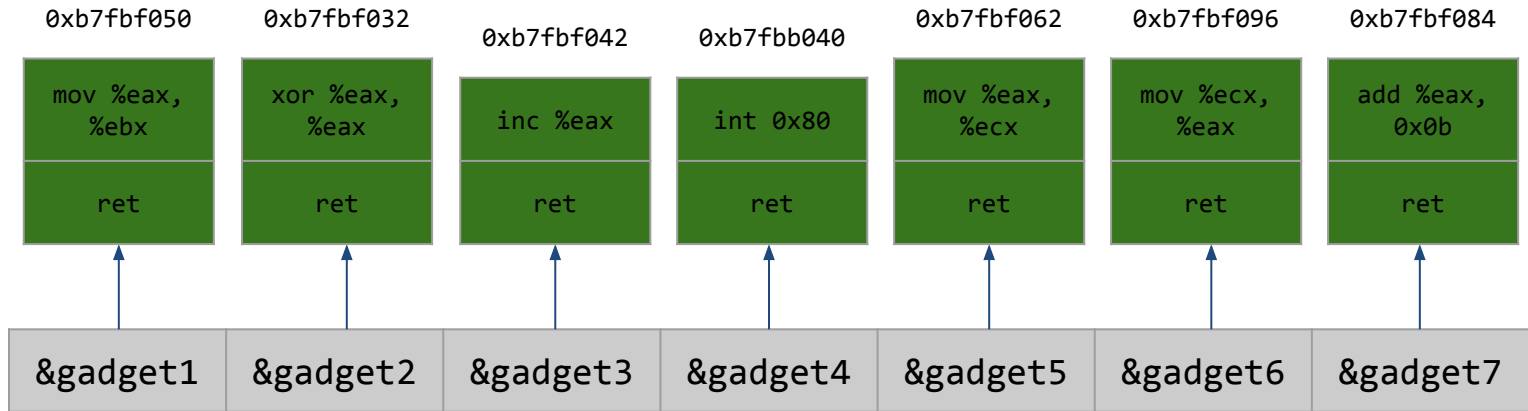 0xb7fbf050
0xb7fbf032
0xb7fbf042
0xb7fbb040
0xb7fbf062
0xb7fbf096
0xb7fbf084
mov %eax,
%ebx
xor %eax,
%eax
inc %eax
int 0x80
mov %eax,
%ecx
mov %ecx,
%eax
add %eax,
0x0b
ret
ret
ret
ret
ret
ret
ret
&gadget1
&gadget2
&gadget3
&gadget4
&gadget5
&gadget6
&gadget7